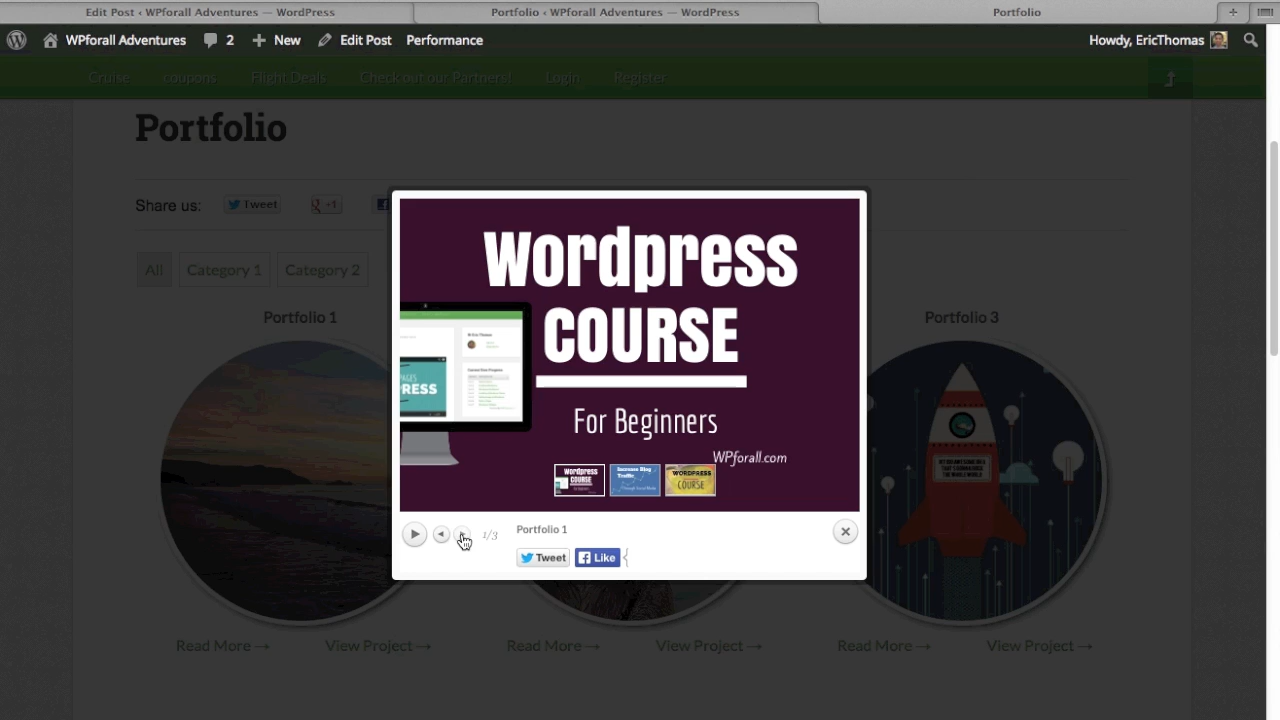 Edit Post ‹ WPforall Adventures — WordPress
Portfolio ‹ WPforall Adventures — WordPress
Portfolio
WPforall Adventures 2 New Edit Post Performance
Howdy, EricThomas
Cruise coupons Flight Deals Check out our Partners! Login Register
Portfolio
Share us: Tweet +1
All Category 1 Category 2
Portfolio 1
Portfolio 3
Wordpress
COURSE
For Beginners
WPforall.com
1/3
Portfolio 1
Tweet Like
Read More → View Project →
Read More → View Project →
Read More → View Project →